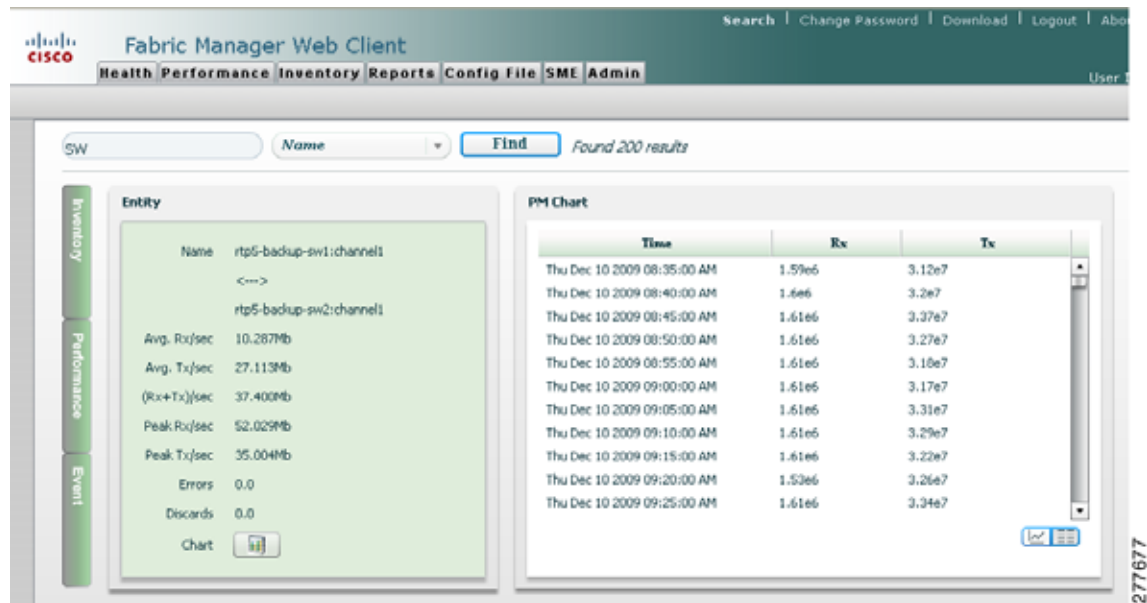 Search | Change Password | Download | Logout | Abo
CISCO
Fabric Manager Web Client
Health Performance Inventory Reports Config File SME Admin
User I
SW
Name
Find
Found 200 results
Inventory
Performance
Event
Entity
Name rtp5-backup-sw1:channel1
<--->
rtp5-backup-sw2:channel1
Avg. Rx/sec 10.287Mb
Avg. Tx/sec 27.113Mb
(Rx+Tx)/sec 37.400Mb
Peak Rx/sec 52.029Mb
Peak Tx/sec 35.004Mb
Errors 0.0
Discards 0.0
Chart
PM Chart
Time Rx Tx
Thu Dec 10 2009 08:35:00 AM 1.59e6 3.12e7
Thu Dec 10 2009 08:40:00 AM 1.6e6 3.2e7
Thu Dec 10 2009 08:45:00 AM 1.61e6 3.37e7
Thu Dec 10 2009 08:50:00 AM 1.61e6 3.27e7
Thu Dec 10 2009 08:55:00 AM 1.61e6 3.18e7
Thu Dec 10 2009 09:00:00 AM 1.61e6 3.17e7
Thu Dec 10 2009 09:05:00 AM 1.61e6 3.31e7
Thu Dec 10 2009 09:10:00 AM 1.61e6 3.29e7
Thu Dec 10 2009 09:15:00 AM 1.61e6 3.22e7
Thu Dec 10 2009 09:20:00 AM 1.53e6 3.26e7
Thu Dec 10 2009 09:25:00 AM 1.61e6 3.34e7
277677